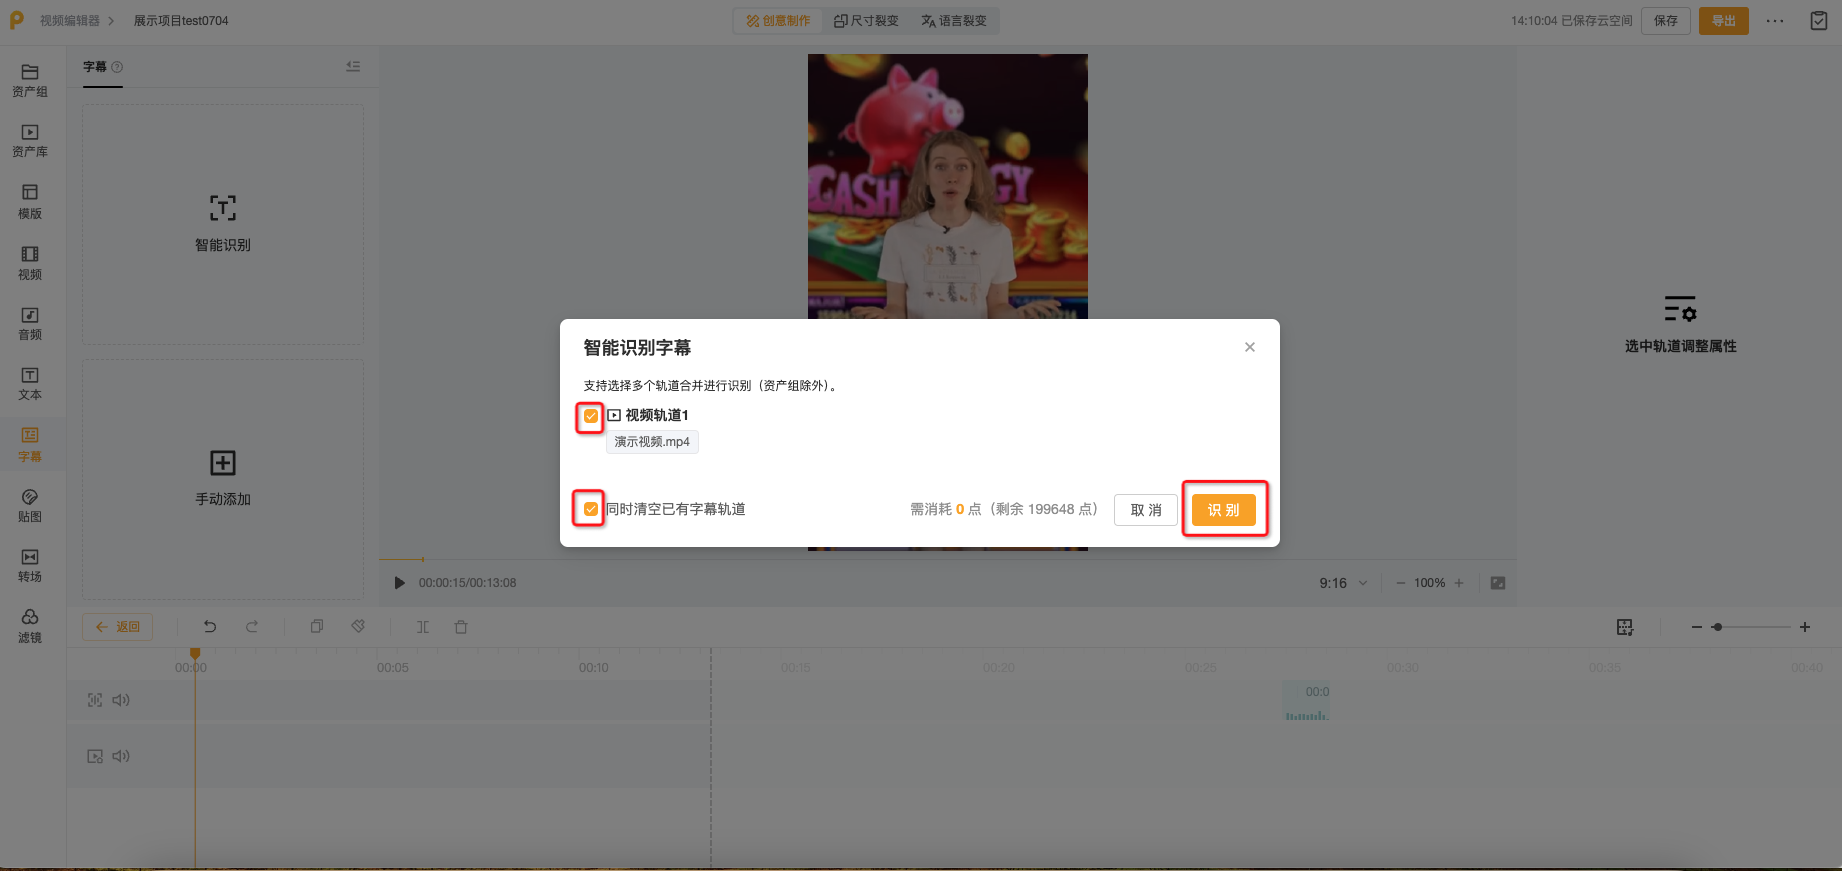 视频编辑器
展示项目test0704
创意制作
尺寸裂变
语言裂变
14:10:04 已保存云空间
保存
导出
资产组
资产库
模版
视频
音频
文本
字幕
贴图
转场
滤镜
字幕
智能识别
手动添加
CASH
GY
智能识别字幕
支持选择多个轨道合并进行识别（资产组除外）。
视频轨道1
演示视频.mp4
同时清空已有字幕轨道
需消耗 0 点（剩余 199648 点）
取 消
识 别
选中轨道调整属性
00:00:15/00:13:08
9:16
100%
返回
00:00
00:05
00:10
00:15
00:20
00:25
00:30
00:35
00:40
00:0